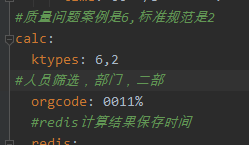 #质量问题案例是6,标准规范是2
calc:
ktypes: 6,2
#人员筛选，部门，二部
orgcode: 0011%
#redis计算结果保存时间
redis: